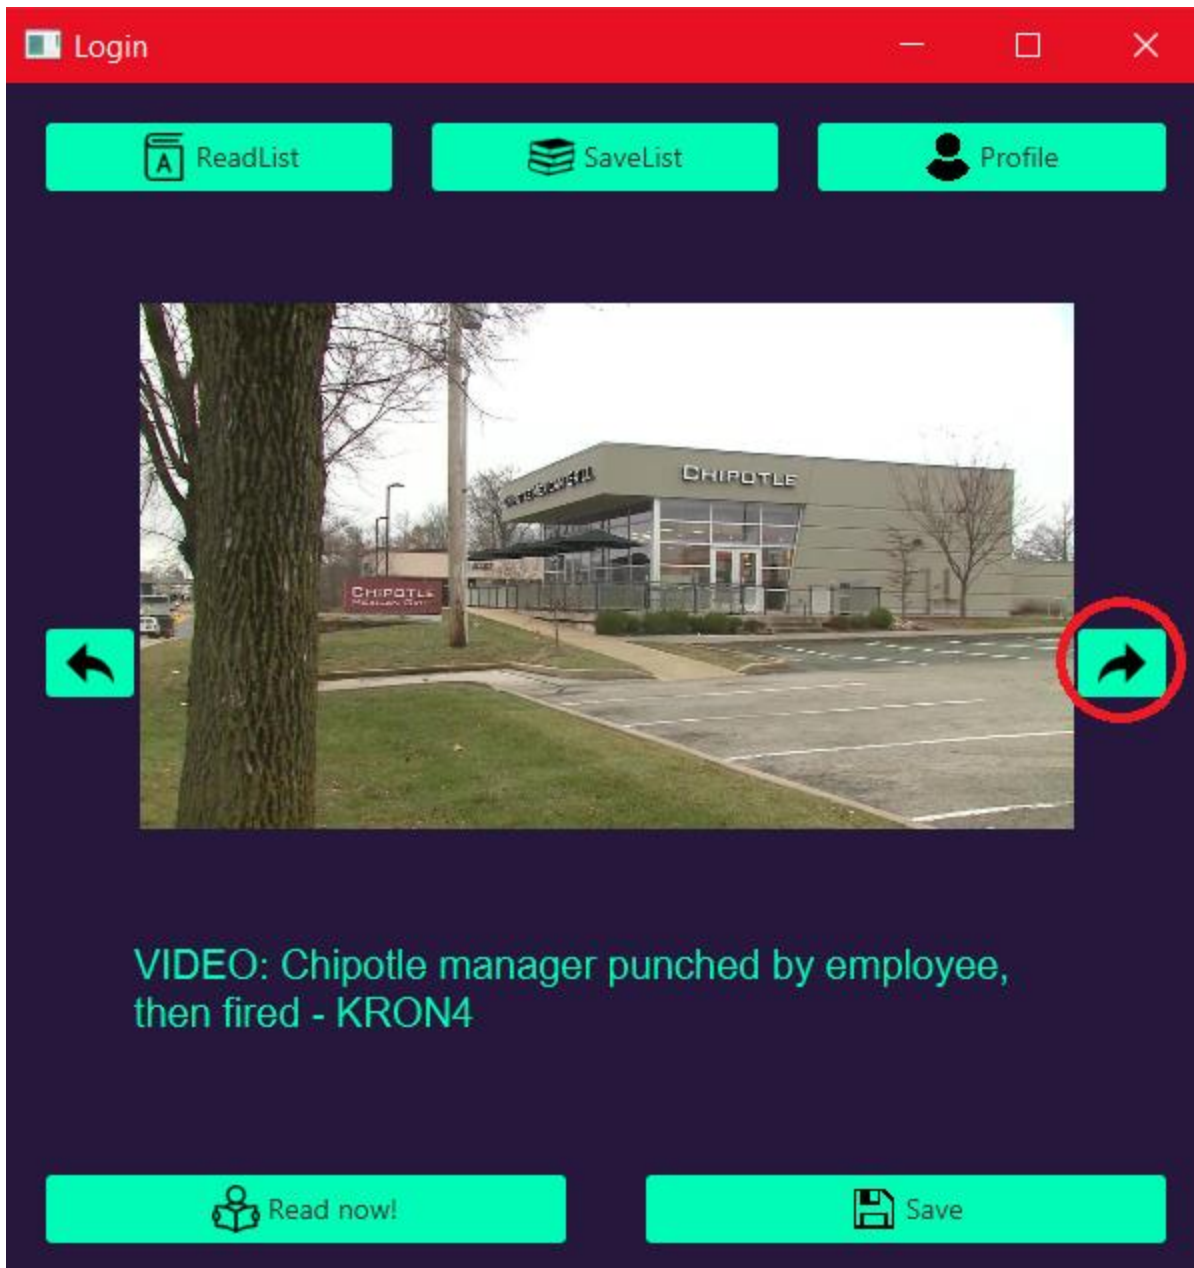 Login
ReadList
SaveList
Profile
CHIPOTLE
CHIPOTLE
VIDEO: Chipotle manager punched by employee,
then fired - KRON4
Read now!
Save